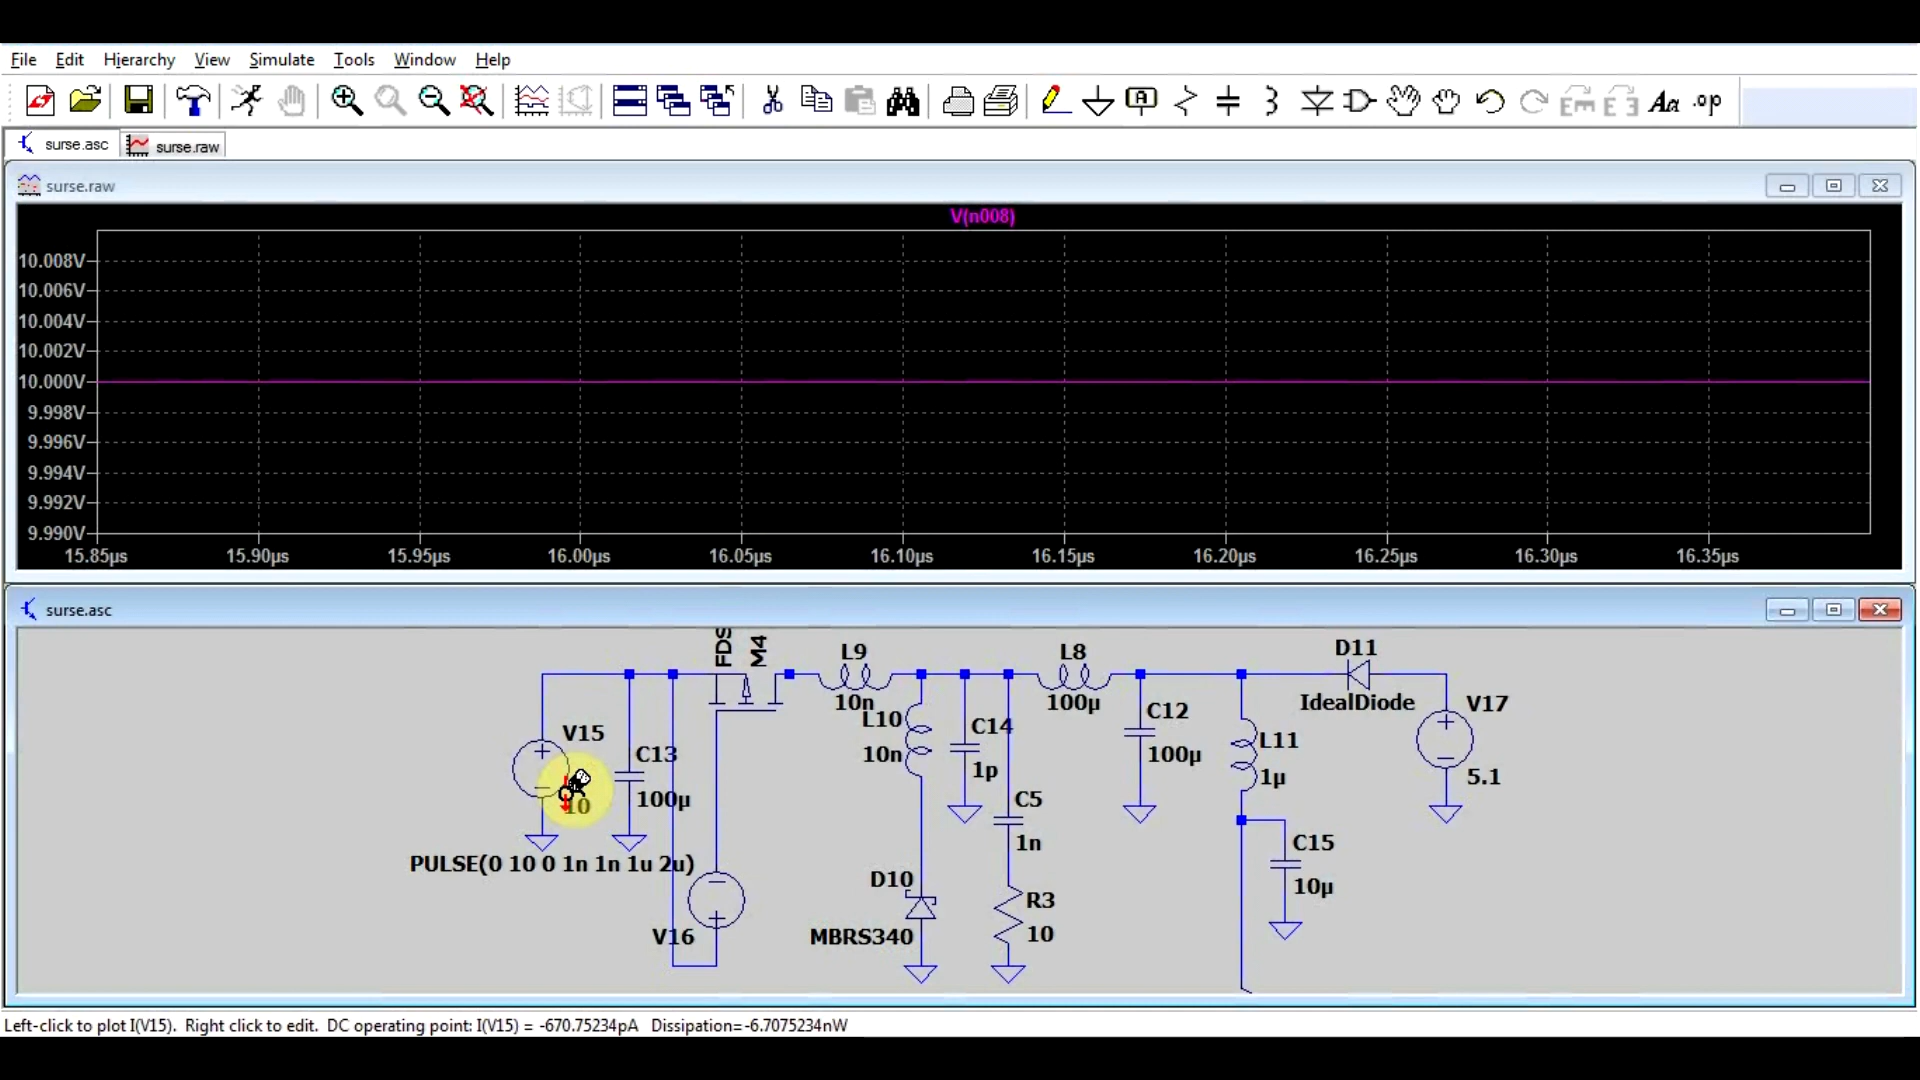 File Edit Hierarchy View Simulate Tools Window Help
A Aa .op
surse.asc surse.raw
surse.raw
V(n008)
10.008V
10.006V
10.004V
10.002V
10.000V
9.998V
9.996V
9.994V
9.992V
9.990V
15.85µs 15.90µs 15.95µs 16.00µs 16.05µs 16.10µs 16.15µs 16.20µs 16.25µs 16.30µs 16.35µs
surse.asc
FDS
M4
L9
10n
L8
100µ
D11
IdealDiode
V15
10
PULSE(0 10 0 1n 1n 1u 2u)
C13
100µ
V16
L10
10n
C14
1p
C5
1n
C12
100µ
L11
1µ
V17
5.1
C15
10µ
D10
MBRS340
R3
10
Left-click to plot I(V15). Right click to edit. DC operating point: I(V15) = -670.75234pA Dissipation=-6.7075234nW